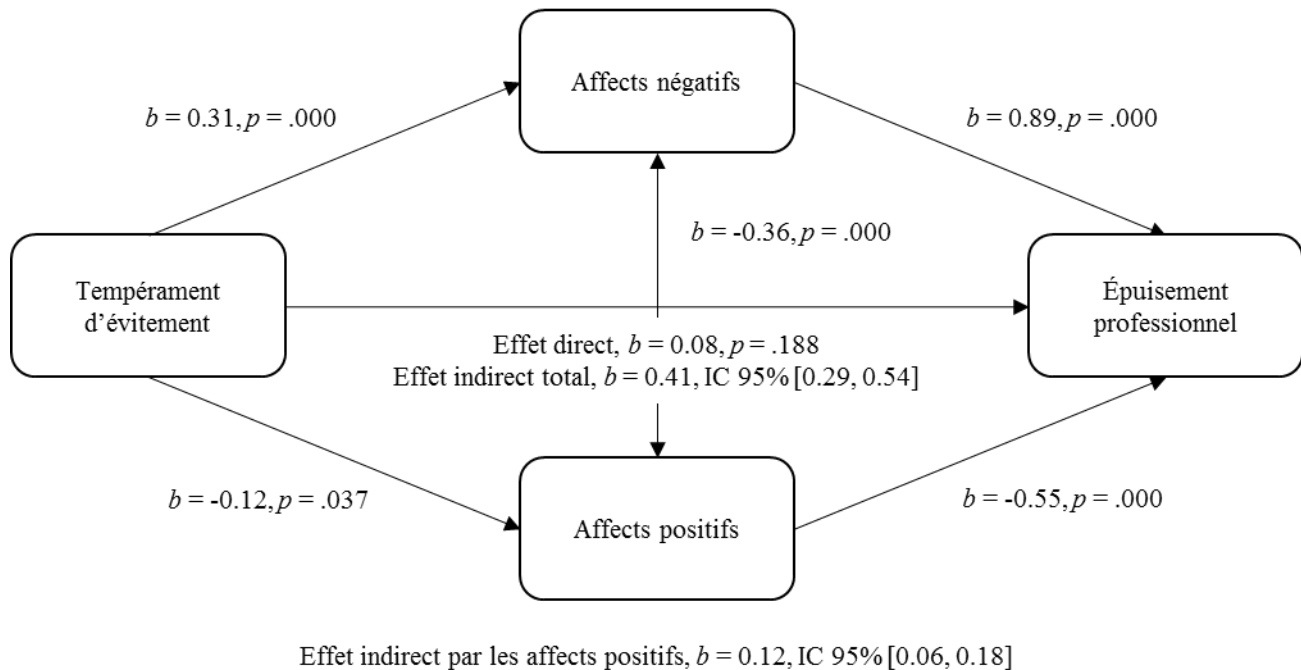 Affects négatifs
b = 0.31, p = .000
b = 0.89, p = .000
b = -0.36, p = .000
Tempérament
d’évitement
Épuisement
professionnel
Effet direct, b = 0.08, p = .188
Effet indirect total, b = 0.41, IC 95% [0.29, 0.54]
b = -0.12, p = .037
b = -0.55, p = .000
Affects positifs
Effet indirect par les affects positifs, b = 0.12, IC 95% [0.06, 0.18]